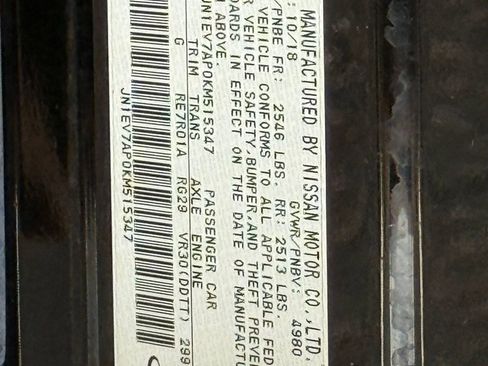 MANUFACTURED BY NISSAN MOTOR CO.,LTD.
: 10/18 GVWR/PNBV: 4980
/PNBE FR: 2546 LBS. RR: 2513 LBS
VEHICLE CONFORMS TO ALL APPLICABLE FED
R VEHICLE SAFETY,BUMPER,AND THEFT PREVE
DARDS IN EFFECT ON THE DATE OF MANUFACTU
ABOVE.
JN1EV7AP0KM515347 PASSENGER CAR
TRIM TRANS AXLE ENGINE
G RE7R01A RG29 VR30(DDTT) 299
JN1EV7AP0KM515347